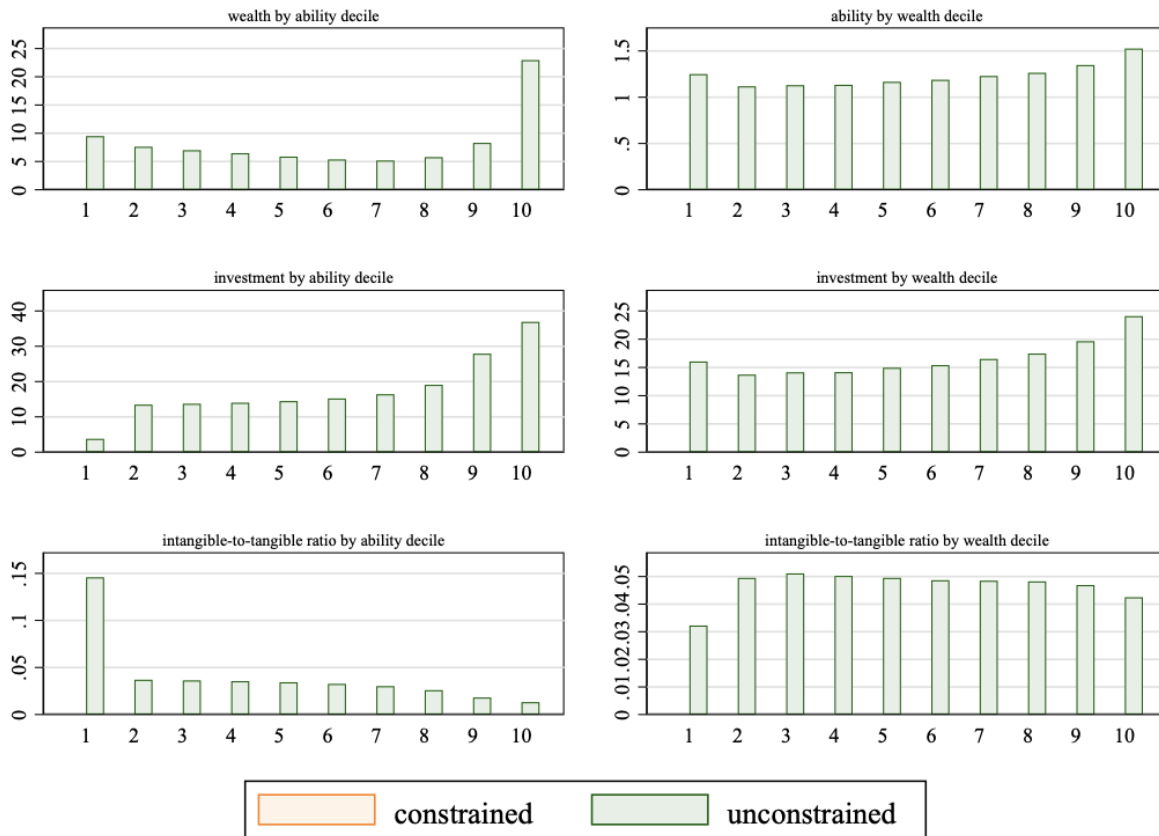 wealth by ability decile
25
20
15
10
5
0
1 2 3 4 5 6 7 8 9 10
ability by wealth decile
1.5
1
.5
0
1 2 3 4 5 6 7 8 9 10
investment by ability decile
40
30
20
10
0
1 2 3 4 5 6 7 8 9 10
investment by wealth decile
25
20
15
10
5
0
1 2 3 4 5 6 7 8 9 10
intangible-to-tangible ratio by ability decile
.15
.1
.05
0
1 2 3 4 5 6 7 8 9 10
intangible-to-tangible ratio by wealth decile
.05
.04
.03
.02
.01
0
1 2 3 4 5 6 7 8 9 10
constrained unconstrained